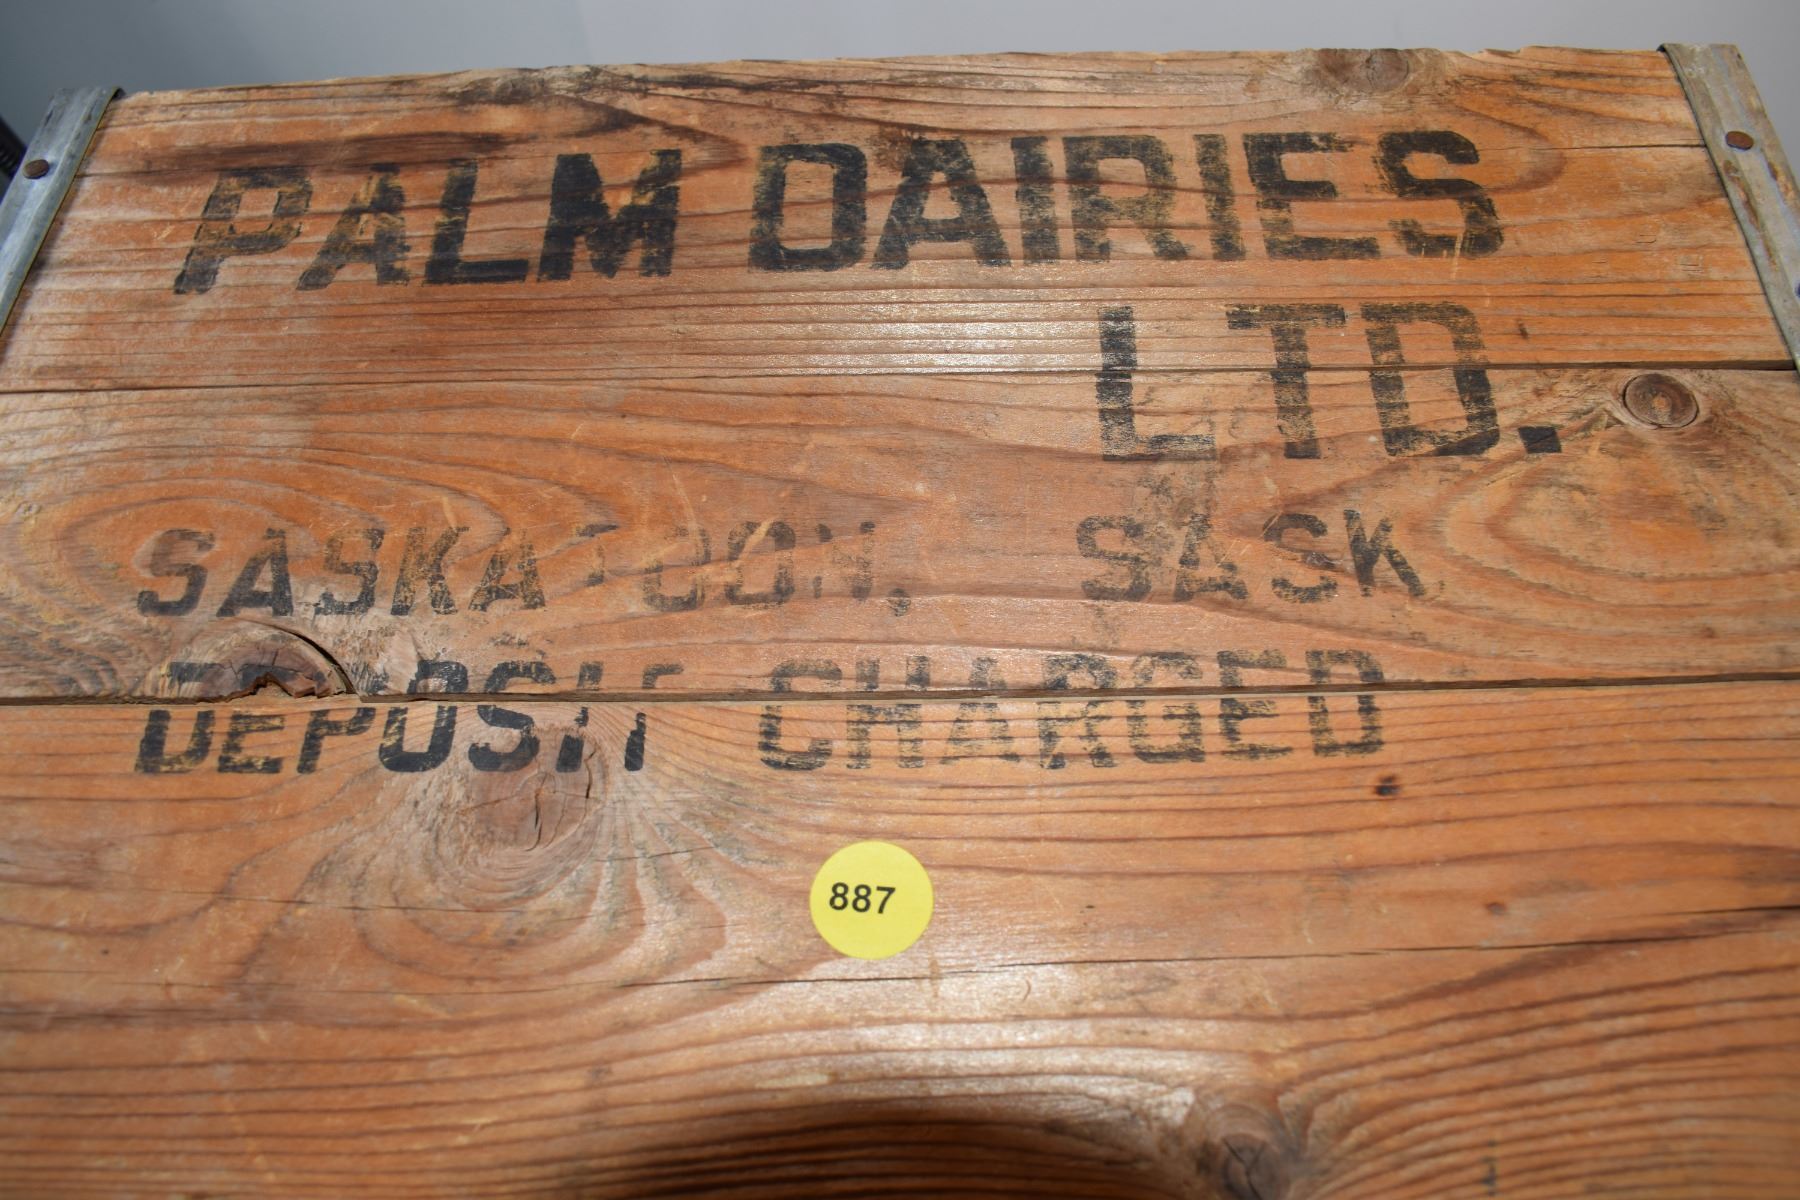 PALM DAIRIES
LTD.
SASKATOON, SASK.
DEPOSIT CHARGED
887